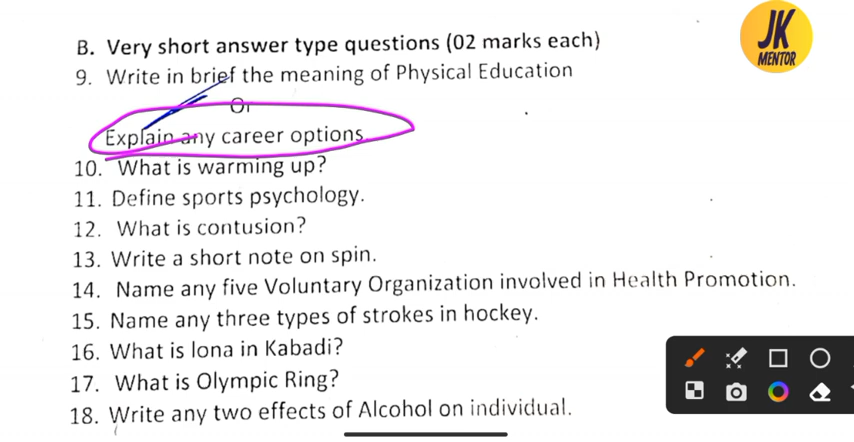 JK
MENTOR
B. Very short answer type questions (02 marks each)
9. Write in brief the meaning of Physical Education
Or
Explain any career options.
10. What is warming up?
11. Define sports psychology.
12. What is contusion?
13. Write a short note on spin.
14. Name any five Voluntary Organization involved in Health Promotion.
15. Name any three types of strokes in hockey.
16. What is lona in Kabadi?
17. What is Olympic Ring?
18. Write any two effects of Alcohol on individual.